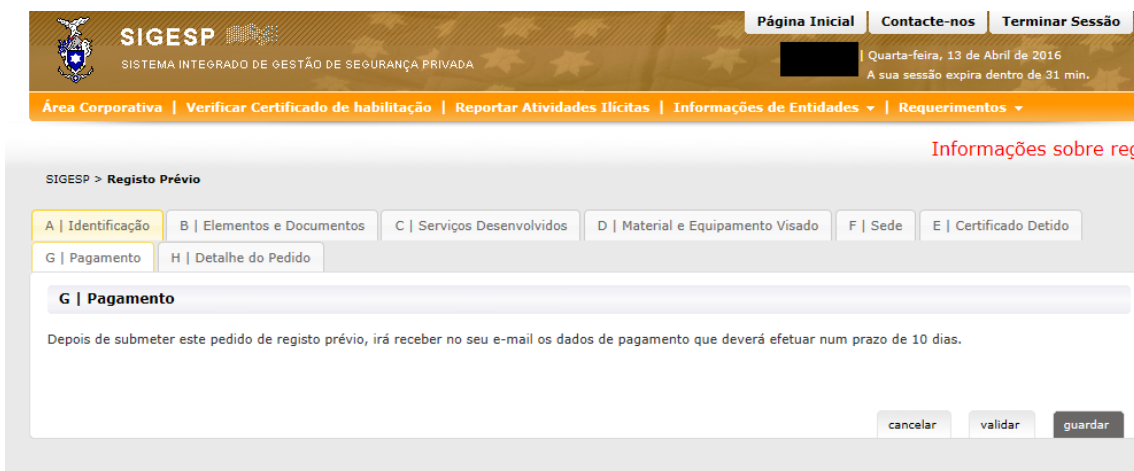 Página Inicial | Contacte-nos | Terminar Sessão
SIGESP
SISTEMA INTEGRADO DE GESTÃO DE SEGURANÇA PRIVADA
Quarta-feira, 13 de Abril de 2016
A sua sessão expira dentro de 31 min.
Área Corporativa | Verificar Certificado de habilitação | Reportar Atividades Ilícitas | Informações de Entidades | Requerimentos
Informações sobre reg
SIGESP > Registo Prévio
A | Identificação B | Elementos e Documentos C | Serviços Desenvolvidos D | Material e Equipamento Visado F | Sede E | Certificado Detido
G | Pagamento H | Detalhe do Pedido
G | Pagamento
Depois de submeter este pedido de registo prévio, irá receber no seu e-mail os dados de pagamento que deverá efetuar num prazo de 10 dias.
cancelar validar guardar